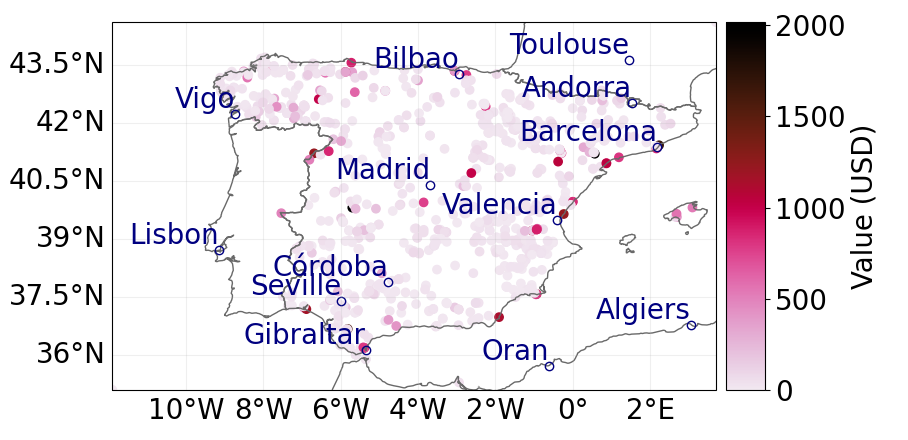 Toulouse
Bilbao
Andorra
Vigo
Barcelona
Madrid
Valencia
Lisbon
Córdoba
Seville
Algiers
Gibraltar
Oran
43.5°N
42°N
40.5°N
39°N
37.5°N
36°N
10°W 8°W 6°W 4°W 2°W 0° 2°E
2000
1500
1000
500
0
Value (USD)